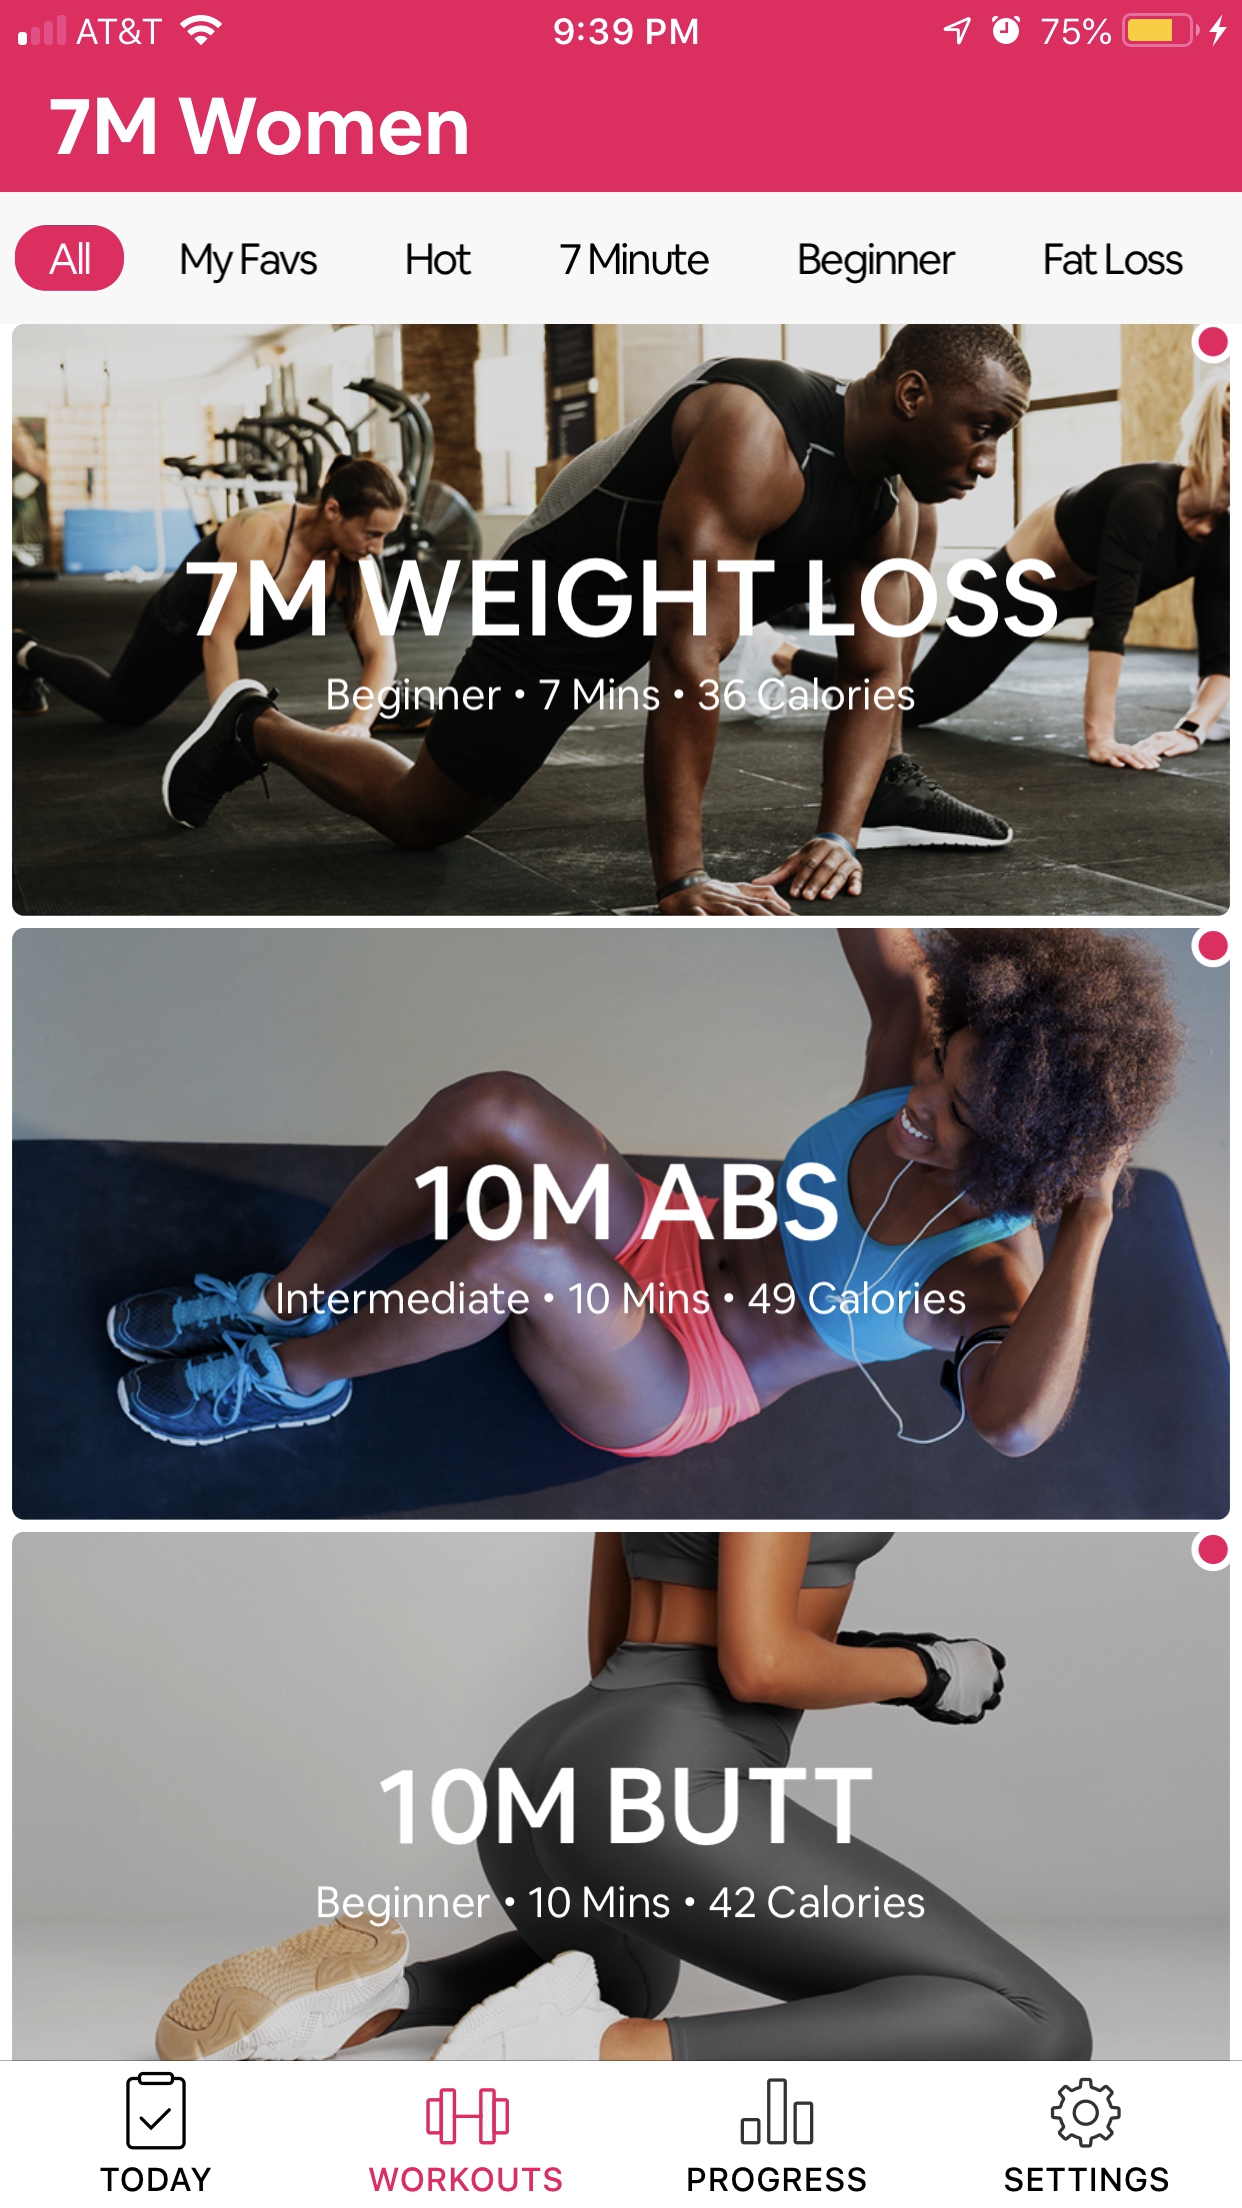 AT&T 9:39 PM 75%
7M Women
All My Favs Hot 7 Minute Beginner Fat Loss
7M WEIGHT LOSS
Beginner • 7 Mins • 36 Calories
10M ABS
Intermediate • 10 Mins • 49 Calories
10M BUTT
Beginner • 10 Mins • 42 Calories
TODAY WORKOUTS PROGRESS SETTINGS